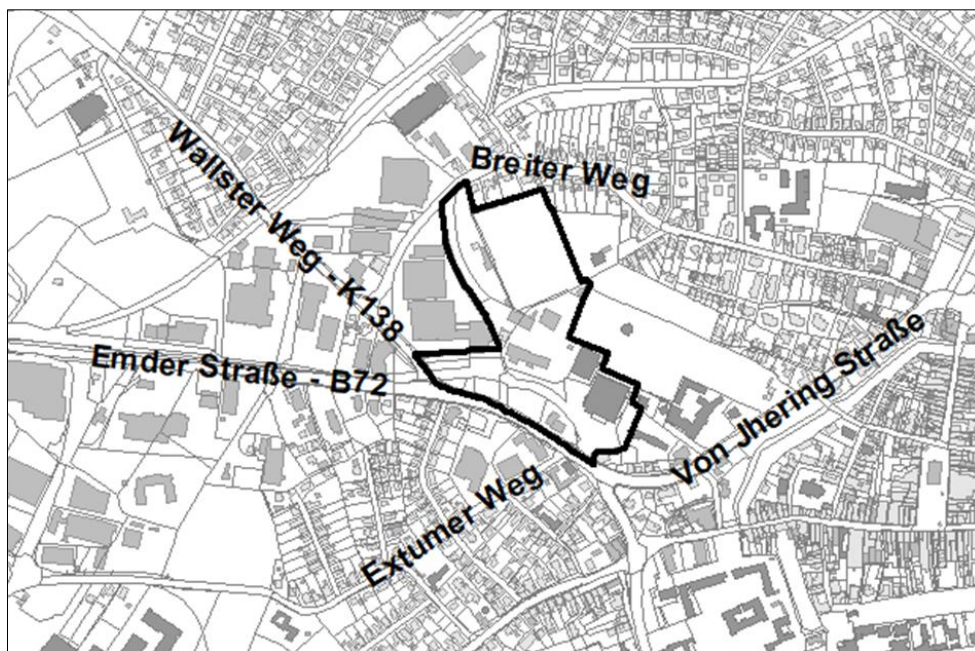 Breiter Weg
Wallster Weg - K138
Emder Straße - B72
Von Jhering Straße
Extumer Weg